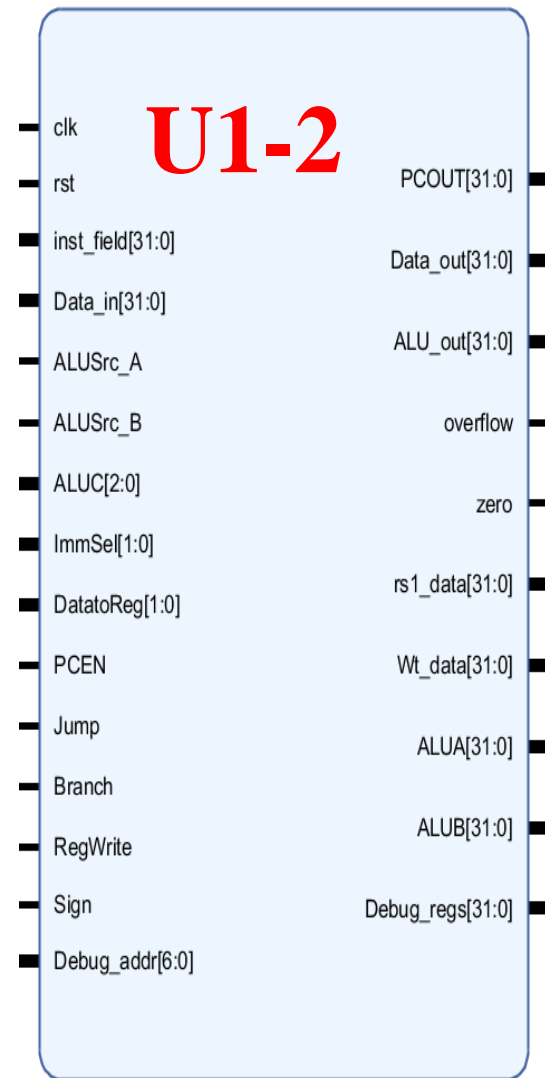 U1-2
clk
rst
inst_field[31:0]
Data_in[31:0]
ALUSrc_A
ALUSrc_B
ALUC[2:0]
ImmSel[1:0]
DatatoReg[1:0]
PCEN
Jump
Branch
RegWrite
Sign
Debug_addr[6:0]
PCOUT[31:0]
Data_out[31:0]
ALU_out[31:0]
overflow
zero
rs1_data[31:0]
Wt_data[31:0]
ALUA[31:0]
ALUB[31:0]
Debug_regs[31:0]